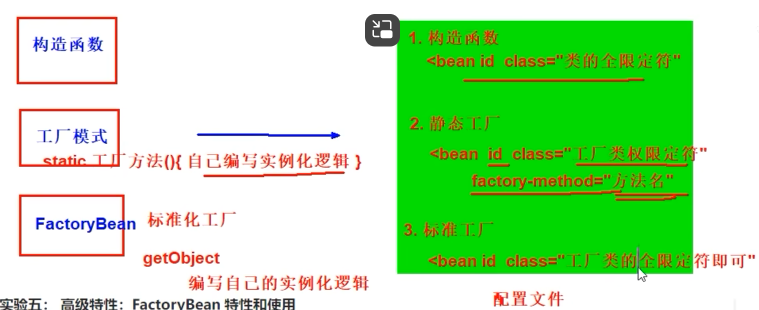 构造函数
工厂模式
static 工厂方法(){ 自己编写实例化逻辑 }
FactoryBean 标准化工厂
getObject
编写自己的实例化逻辑
实验五： 高级特性：FactoryBean 特性和使用
1. 构造函数
<bean id class="类的全限定符"
2. 静态工厂
<bean id class="工厂类权限定符"
factory-method="方法名"
3. 标准工厂
<bean id class="工厂类的全限定符即可"
配置文件